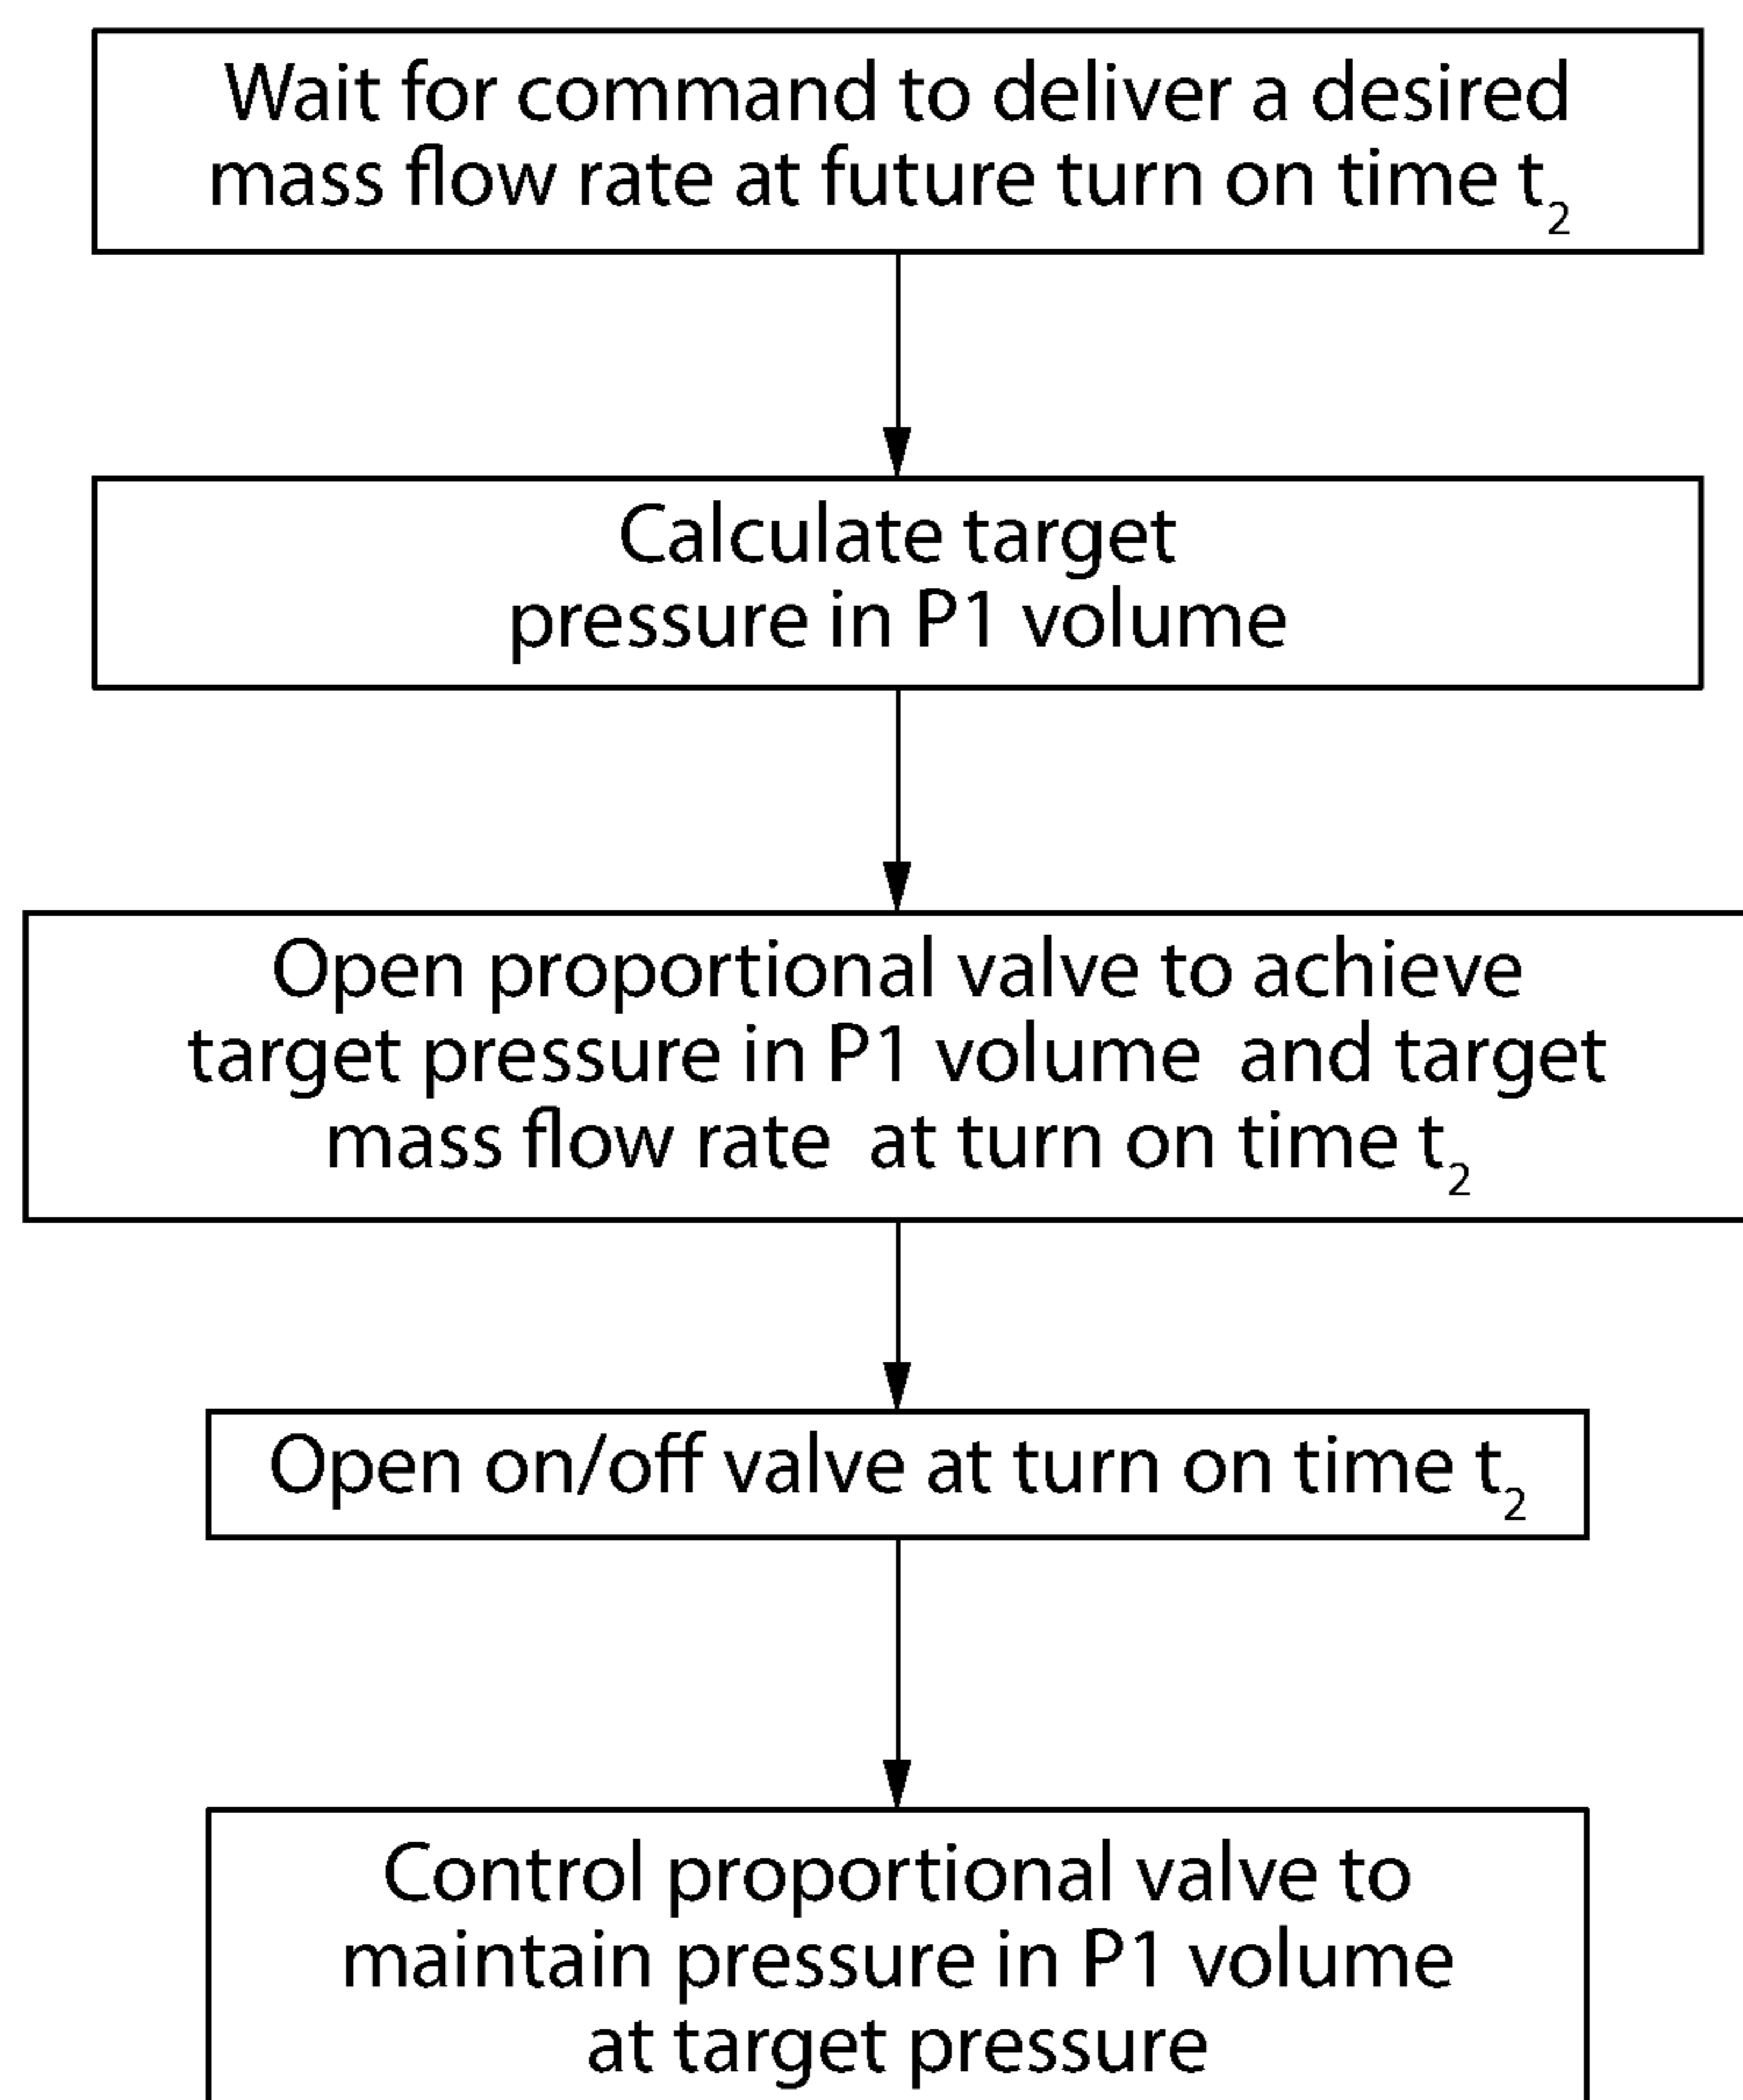 Wait for command to deliver a desired
mass flow rate at future turn on time t₂
Calculate target
pressure in P1 volume
Open proportional valve to achieve
target pressure in P1 volume and target
mass flow rate at turn on time t₂
Open on/off valve at turn on time t₂
Control proportional valve to
maintain pressure in P1 volume
at target pressure